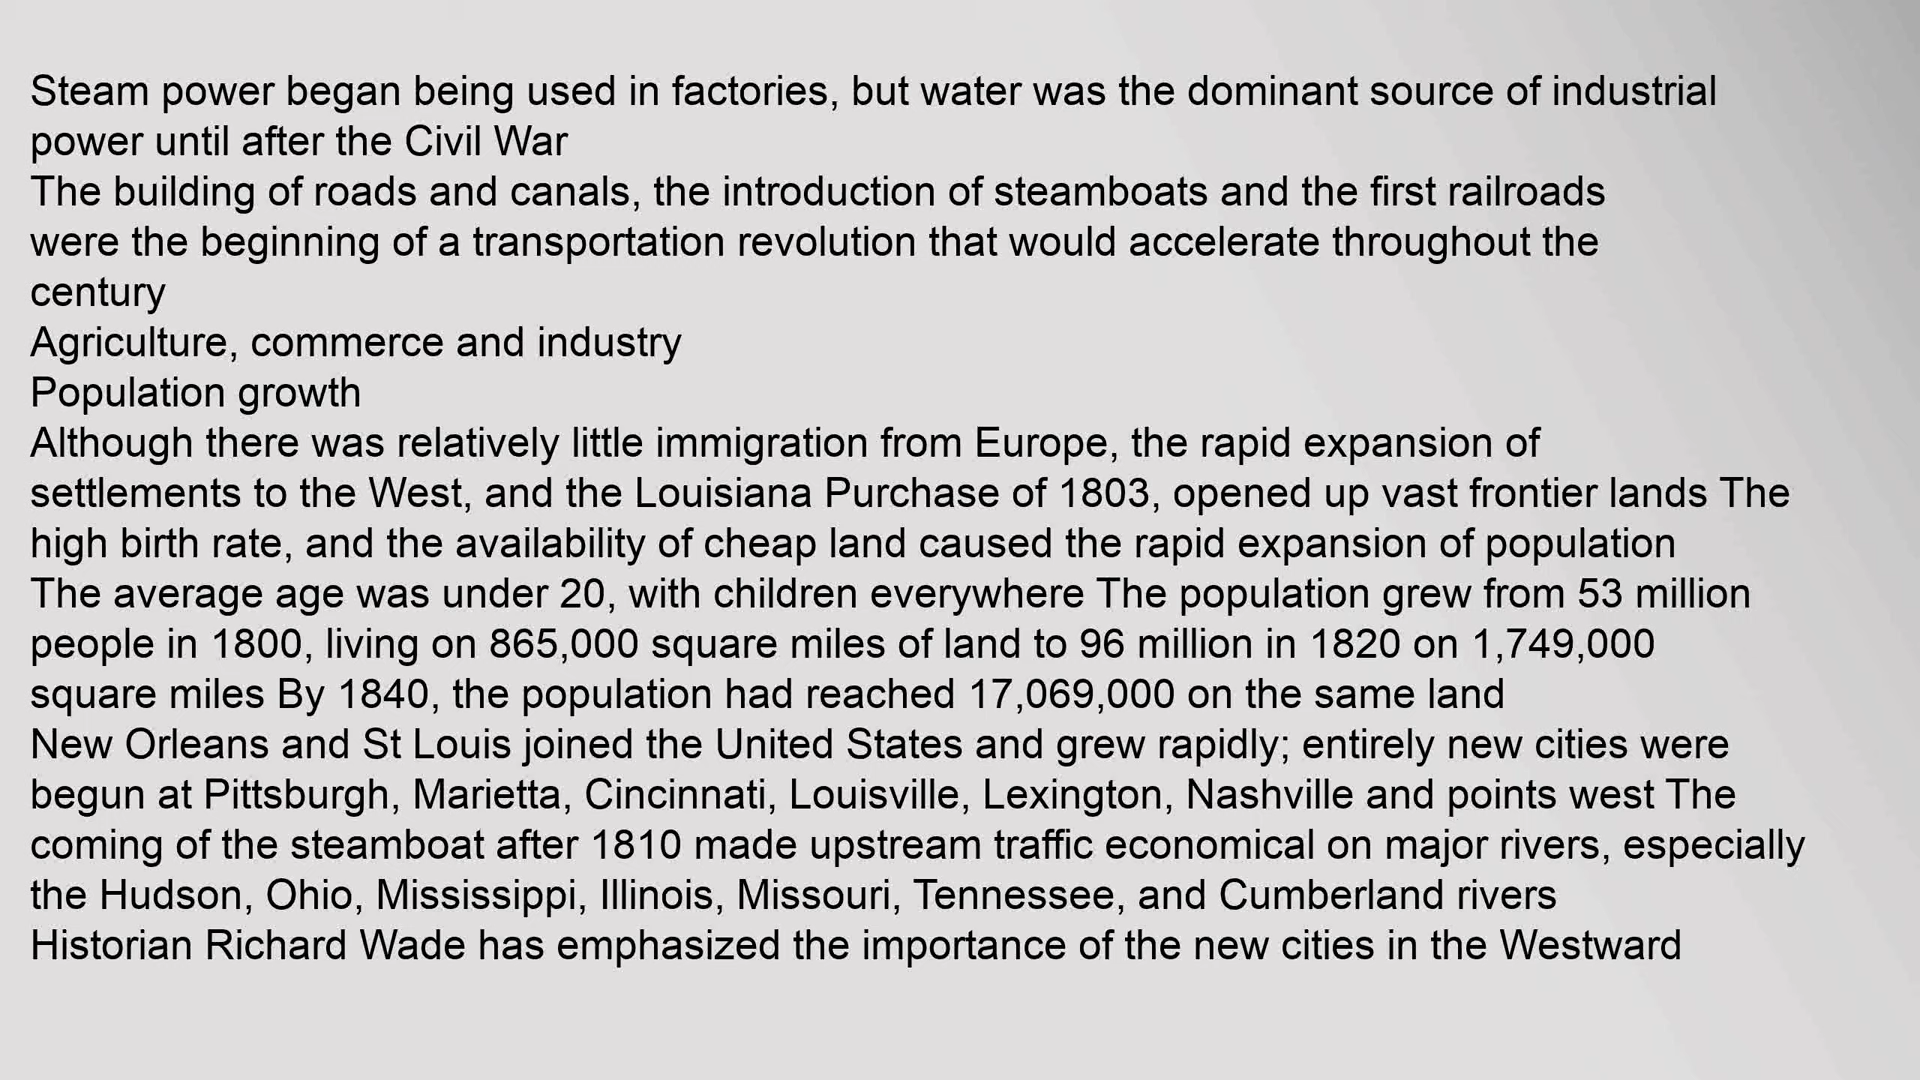 Steam power began being used in factories, but water was the dominant source of industrial
power until after the Civil War
The building of roads and canals, the introduction of steamboats and the first railroads
were the beginning of a transportation revolution that would accelerate throughout the
century
Agriculture, commerce and industry
Population growth
Although there was relatively little immigration from Europe, the rapid expansion of
settlements to the West, and the Louisiana Purchase of 1803, opened up vast frontier lands The
high birth rate, and the availability of cheap land caused the rapid expansion of population
The average age was under 20, with children everywhere The population grew from 53 million
people in 1800, living on 865,000 square miles of land to 96 million in 1820 on 1,749,000
square miles By 1840, the population had reached 17,069,000 on the same land
New Orleans and St Louis joined the United States and grew rapidly; entirely new cities were
begun at Pittsburgh, Marietta, Cincinnati, Louisville, Lexington, Nashville and points west The
coming of the steamboat after 1810 made upstream traffic economical on major rivers, especially
the Hudson, Ohio, Mississippi, Illinois, Missouri, Tennessee, and Cumberland rivers
Historian Richard Wade has emphasized the importance of the new cities in the Westward